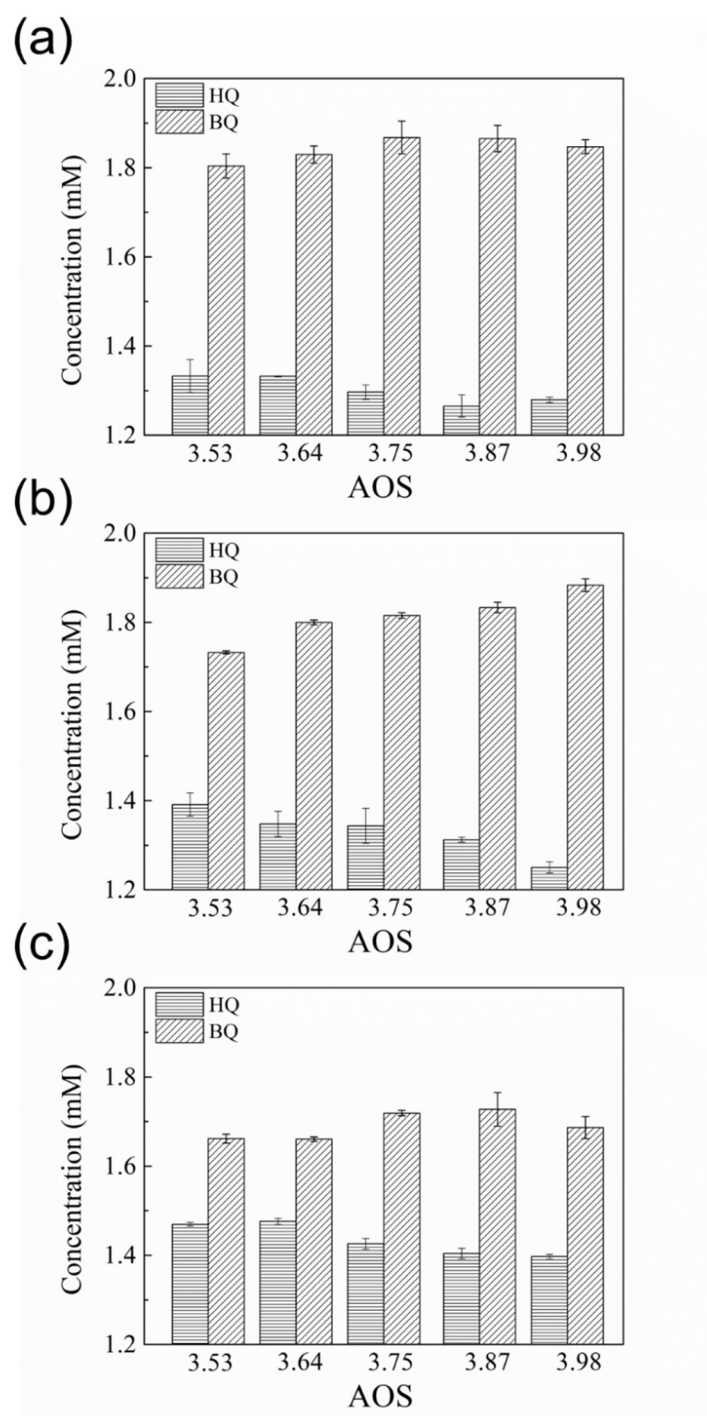 (a)
2.0
HQ
BQ
1.8
1.6
1.4
1.2
Concentration (mM)
3.53 3.64 3.75 3.87 3.98
AOS
(b)
2.0
HQ
BQ
1.8
1.6
1.4
1.2
Concentration (mM)
3.53 3.64 3.75 3.87 3.98
AOS
(c)
2.0
HQ
BQ
1.8
1.6
1.4
1.2
Concentration (mM)
3.53 3.64 3.75 3.87 3.98
AOS